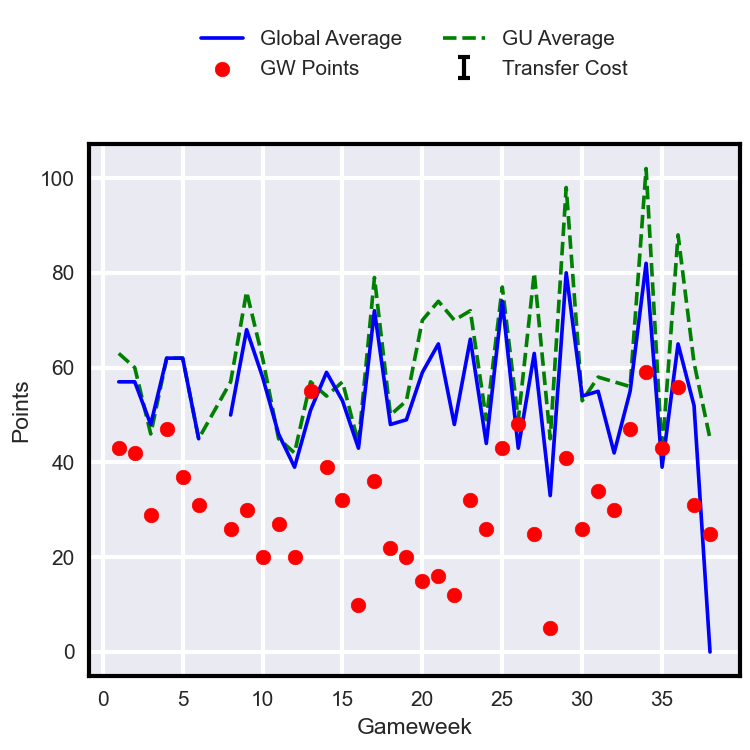 Global Average
GU Average
GW Points
Transfer Cost
100
80
60
40
20
0
Points
0 5 10 15 20 25 30 35
Gameweek